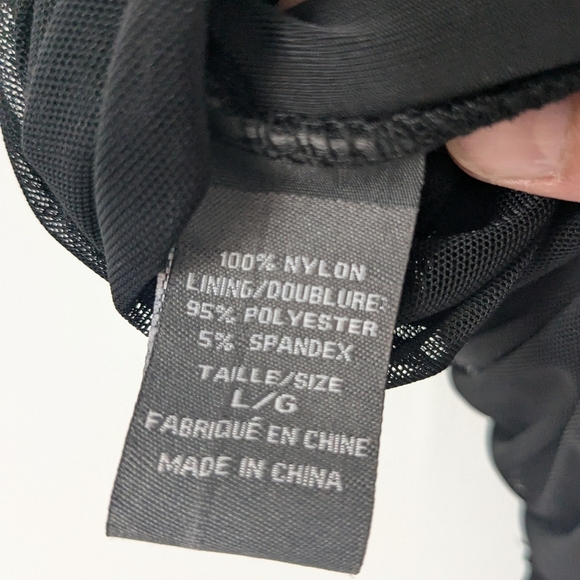 100% NYLON
LINING/DOUBLURE:
95% POLYESTER
5% SPANDEX
TAILLE/SIZE
L/G
FABRIQUÉ EN CHINE
MADE IN CHINA